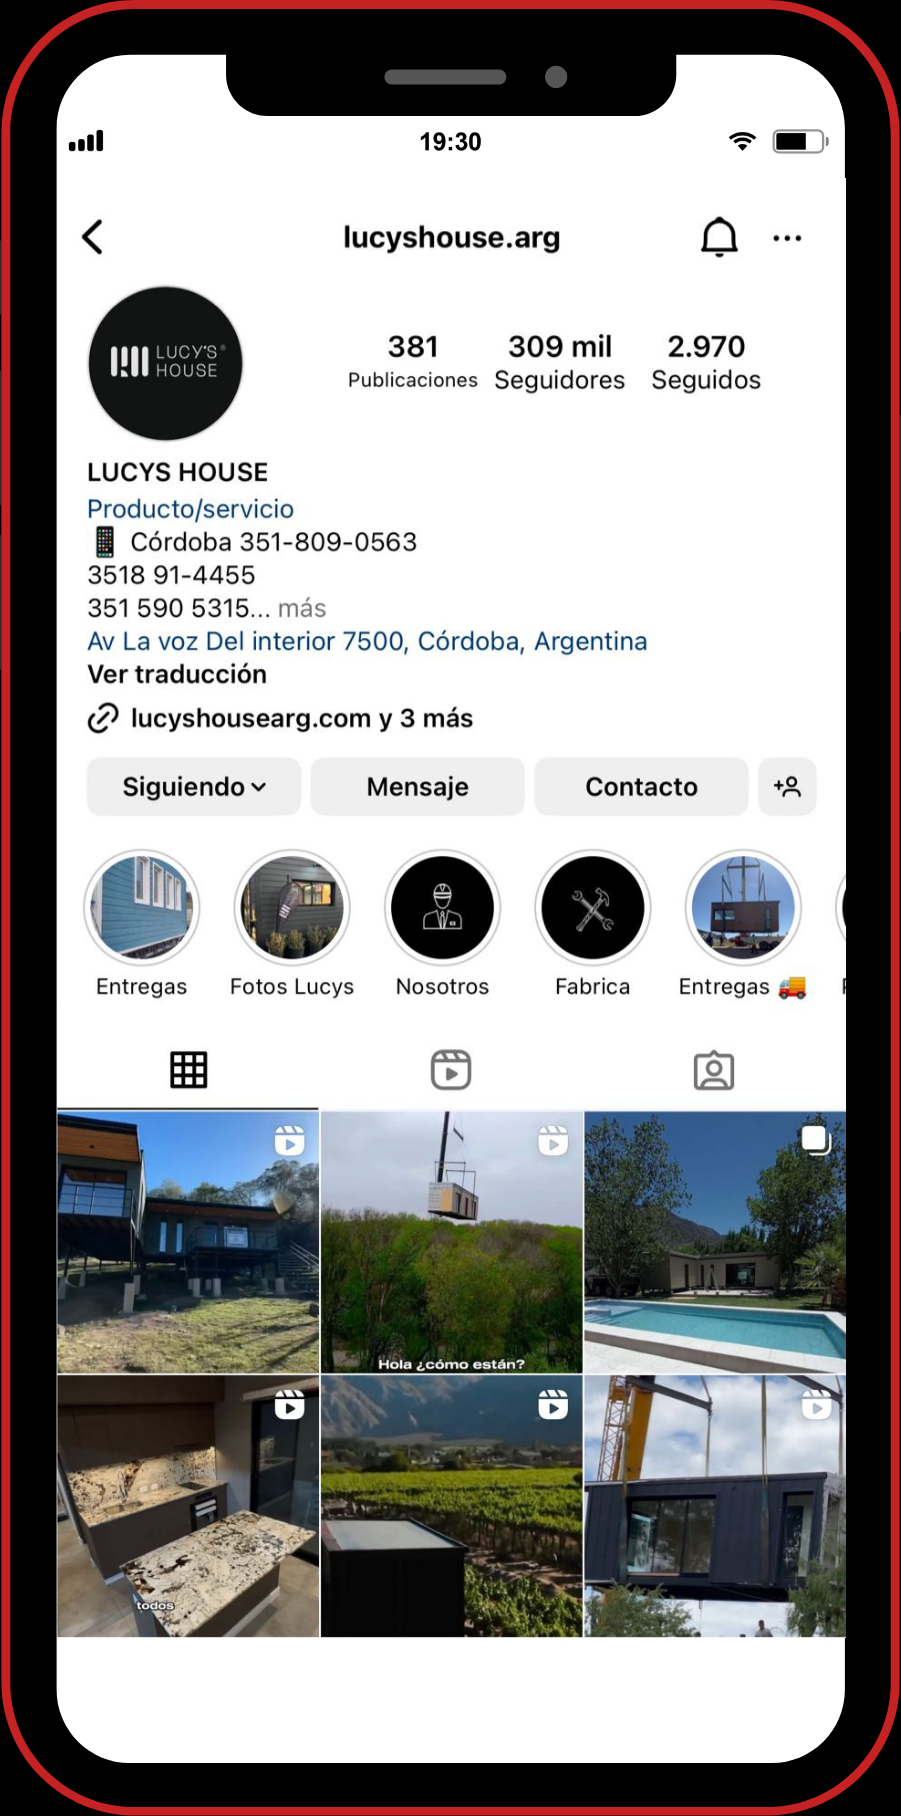 19:30
lucyshouse.arg
LUCY'S®
HOUSE
381 309 mil 2.970
Publicaciones Seguidores Seguidos
LUCYS HOUSE
Producto/servicio
📱 Córdoba 351-809-0563
3518 91-4455
351 590 5315... más
Av La voz Del interior 7500, Córdoba, Argentina
Ver traducción
lucyshousearg.com y 3 más
Siguiendo Mensaje Contacto
Entregas Fotos Lucys Nosotros Fabrica Entregas 🚚
Hola ¿cómo están?
todos